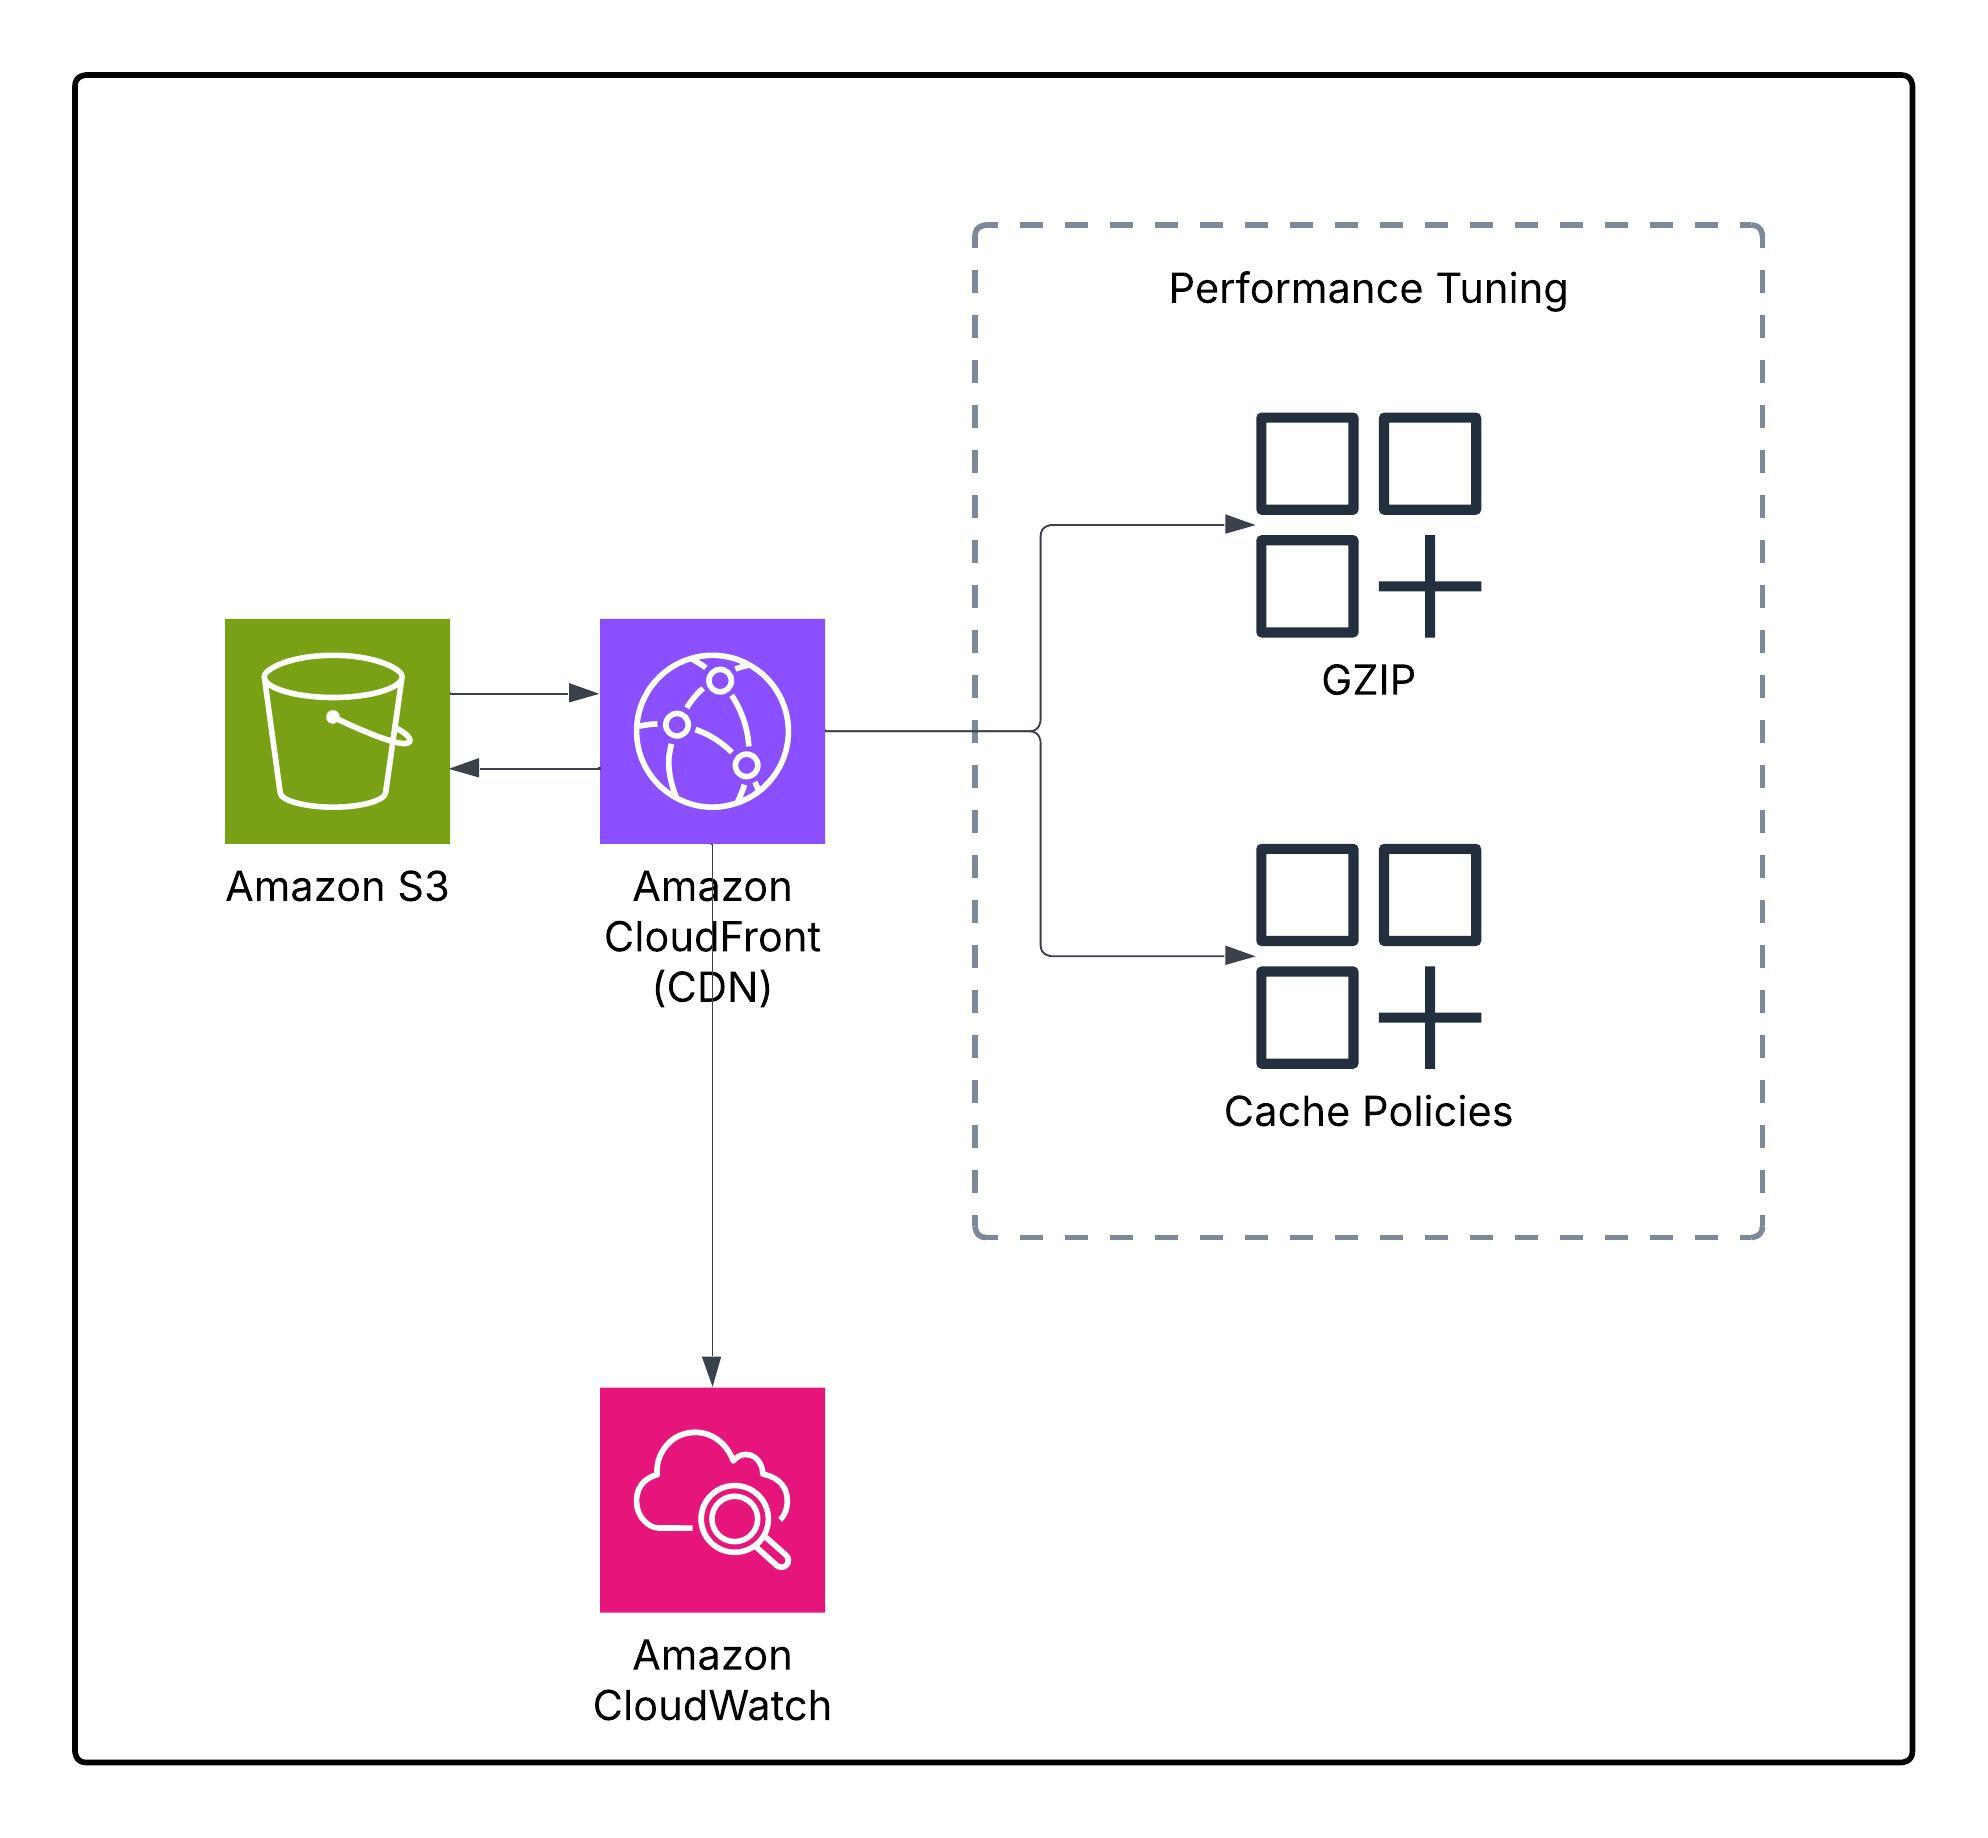 Performance Tuning
GZIP
Amazon S3
Amazon
CloudFront
(CDN)
Cache Policies
Amazon
CloudWatch